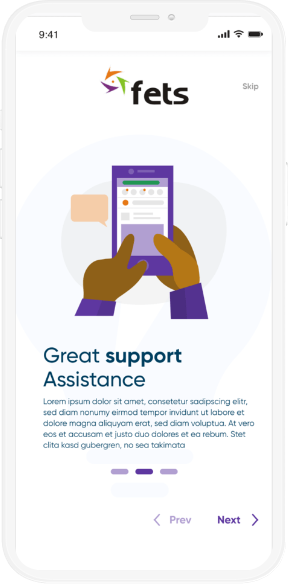 9:41
fets
Skip
Great support
Assistance
Lorem ipsum dolor sit amet, consetetur sadipscing elitr,
sed diam nonumy eirmod tempor invidunt ut labore et
dolore magna aliquyam erat, sed diam voluptua. At vero
eos et accusam et justo duo dolores et ea rebum. Stet
clita kasd gubergren, no sea takimata
Prev
Next